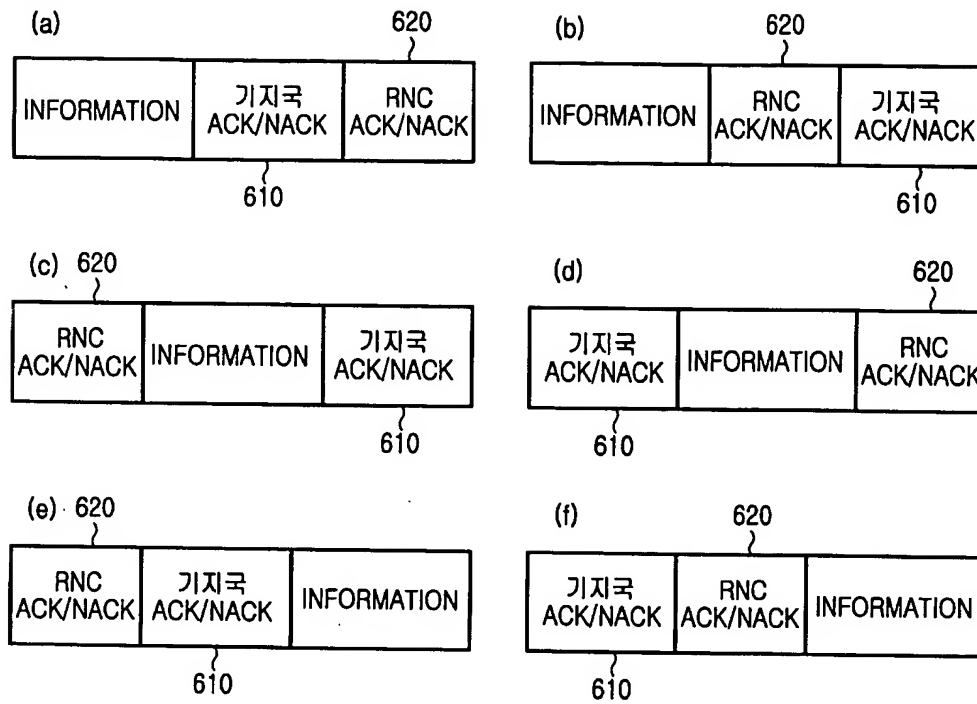 (a)
620
INFORMATION
기지국
ACK/NACK
RNC
ACK/NACK
610
(b)
620
INFORMATION
RNC
ACK/NACK
기지국
ACK/NACK
610
(c)
620
RNC
ACK/NACK
INFORMATION
기지국
ACK/NACK
610
(d)
620
기지국
ACK/NACK
INFORMATION
RNC
ACK/NACK
610
(e)
620
RNC
ACK/NACK
기지국
ACK/NACK
INFORMATION
610
(f)
620
기지국
ACK/NACK
RNC
ACK/NACK
INFORMATION
610